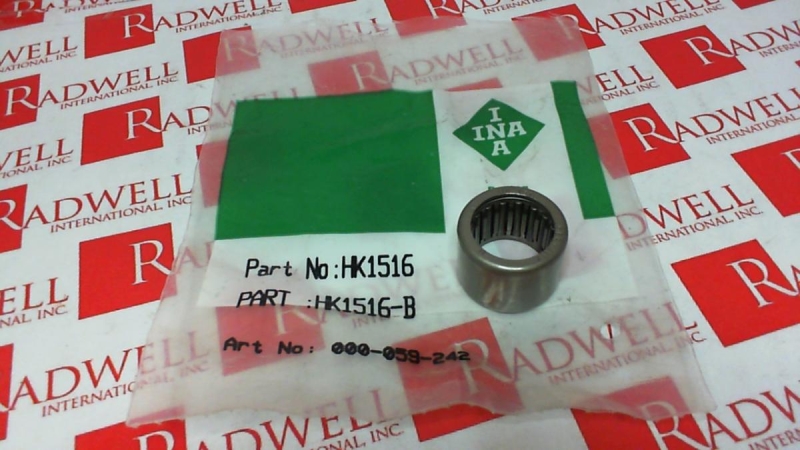 RADWELL
INTERNATIONAL, INC.
I
INA
A
Part No:HK1516
PART :HK1516-B
Art No: 000-059-242